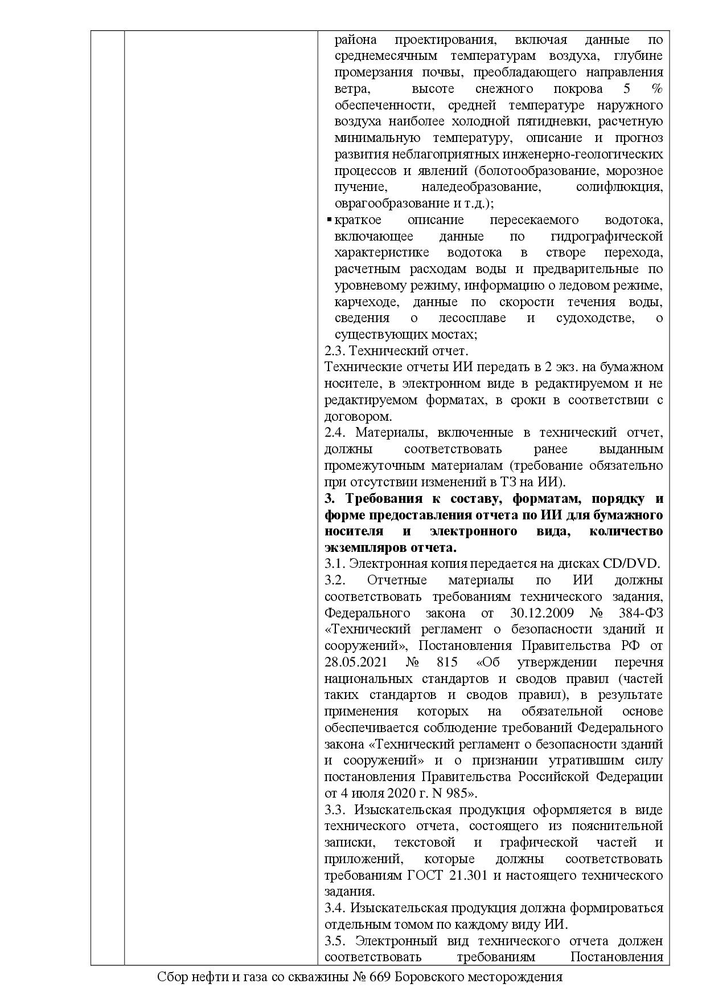 района проектирования, включая данные по
среднемесячным температурам воздуха, глубине
промерзания почвы, преобладающего направления
ветра, высоте снежного покрова 5 %
обеспеченности, средней температуре наружного
воздуха наиболее холодной пятидневки, расчетную
минимальную температуру, описание и прогноз
развития неблагоприятных инженерно-геологических
процессов и явлений (болотообразование, морозное
пучение, наледеобразование, солифлюкция,
оврагообразование и т.д.);
▪ краткое описание пересекаемого водотока,
включающее данные по гидрографической
характеристике водотока в створе перехода,
расчетным расходам воды и предварительные по
уровневому режиму, информацию о ледовом режиме,
карчеходе, данные по скорости течения воды,
сведения о лесосплаве и судоходстве, о
существующих мостах;
2.3. Технический отчет.
Технические отчеты ИИ передать в 2 экз. на бумажном
носителе, в электронном виде в редактируемом и не
редактируемом форматах, в сроки в соответствии с
договором.
2.4. Материалы, включенные в технический отчет,
должны соответствовать ранее выданным
промежуточным материалам (требование обязательно
при отсутствии изменений в ТЗ на ИИ).
3. Требования к составу, форматам, порядку и
форме предоставления отчета по ИИ для бумажного
носителя и электронного вида, количество
экземпляров отчета.
3.1. Электронная копия передается на дисках CD/DVD.
3.2. Отчетные материалы по ИИ должны
соответствовать требованиям технического задания,
Федерального закона от 30.12.2009 № 384-ФЗ
«Технический регламент о безопасности зданий и
сооружений», Постановления Правительства РФ от
28.05.2021 № 815 «Об утверждении перечня
национальных стандартов и сводов правил (частей
таких стандартов и сводов правил), в результате
применения которых на обязательной основе
обеспечивается соблюдение требований Федерального
закона «Технический регламент о безопасности зданий
и сооружений» и о признании утратившим силу
постановления Правительства Российской Федерации
от 4 июля 2020 г. N 985».
3.3. Изыскательская продукция оформляется в виде
технического отчета, состоящего из пояснительной
записки, текстовой и графической частей и
приложений, которые должны соответствовать
требованиям ГОСТ 21.301 и настоящего технического
задания.
3.4. Изыскательская продукция должна формироваться
отдельным томом по каждому виду ИИ.
3.5. Электронный вид технического отчета должен
соответствовать требованиям Постановления
Сбор нефти и газа со скважины № 669 Боровского месторождения